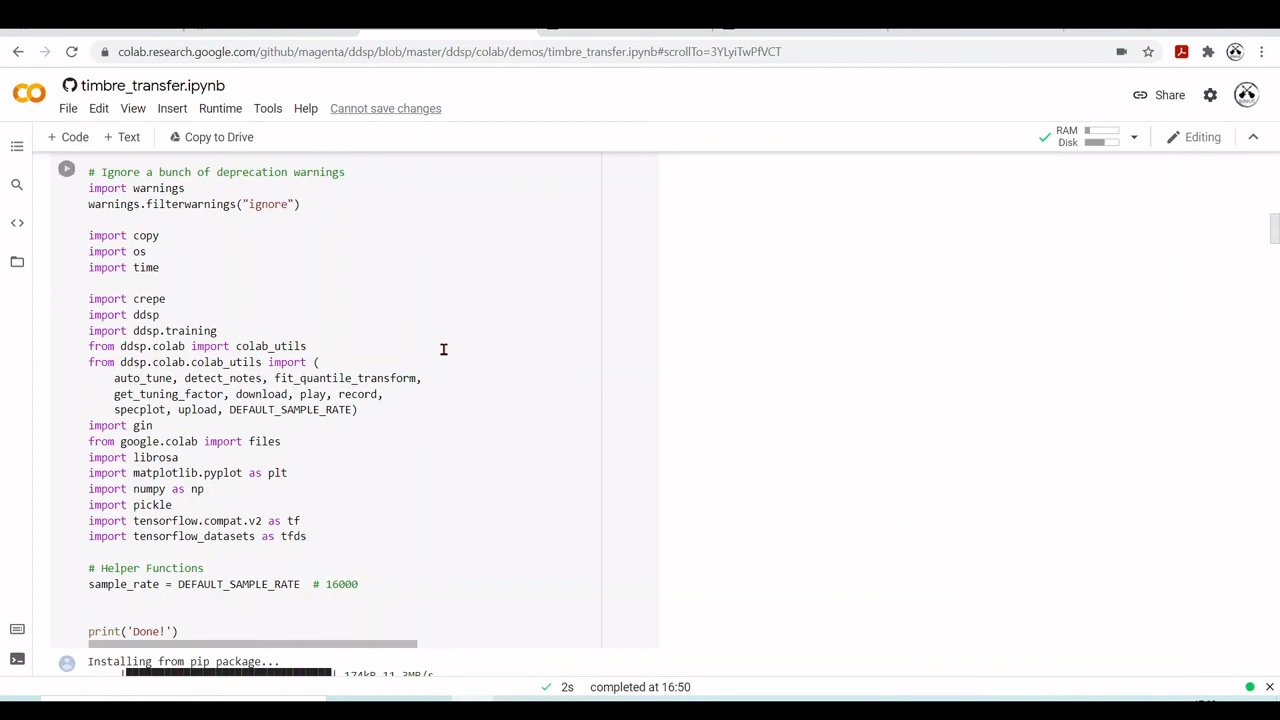 colab.research.google.com/github/magenta/ddsp/blob/master/ddsp/colab/demos/timbre_transfer.ipynb#scrollTo=3YLyiTwPfVCT
timbre_transfer.ipynb
Share
File Edit View Insert Runtime Tools Help Cannot save changes
+ Code + Text Copy to Drive
RAM
Disk
Editing
# Ignore a bunch of deprecation warnings
import warnings
warnings.filterwarnings("ignore")
import copy
import os
import time
import crepe
import ddsp
import ddsp.training
from ddsp.colab import colab_utils
from ddsp.colab.colab_utils import (
auto_tune, detect_notes, fit_quantile_transform,
get_tuning_factor, download, play, record,
specplot, upload, DEFAULT_SAMPLE_RATE)
import gin
from google.colab import files
import librosa
import matplotlib.pyplot as plt
import numpy as np
import pickle
import tensorflow.compat.v2 as tf
import tensorflow_datasets as tfds
# Helper Functions
sample_rate = DEFAULT_SAMPLE_RATE # 16000
print('Done!')
Installing from pip package...
174kB 11.3MB/s
2s completed at 16:50